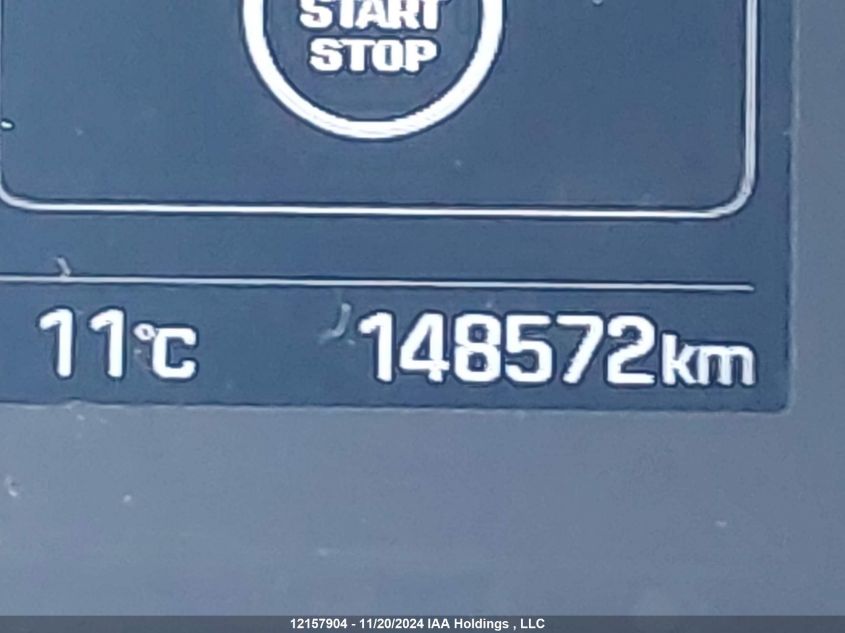 START
STOP
11°C 148572km
12157904 - 11/20/2024 IAA Holdings , LLC